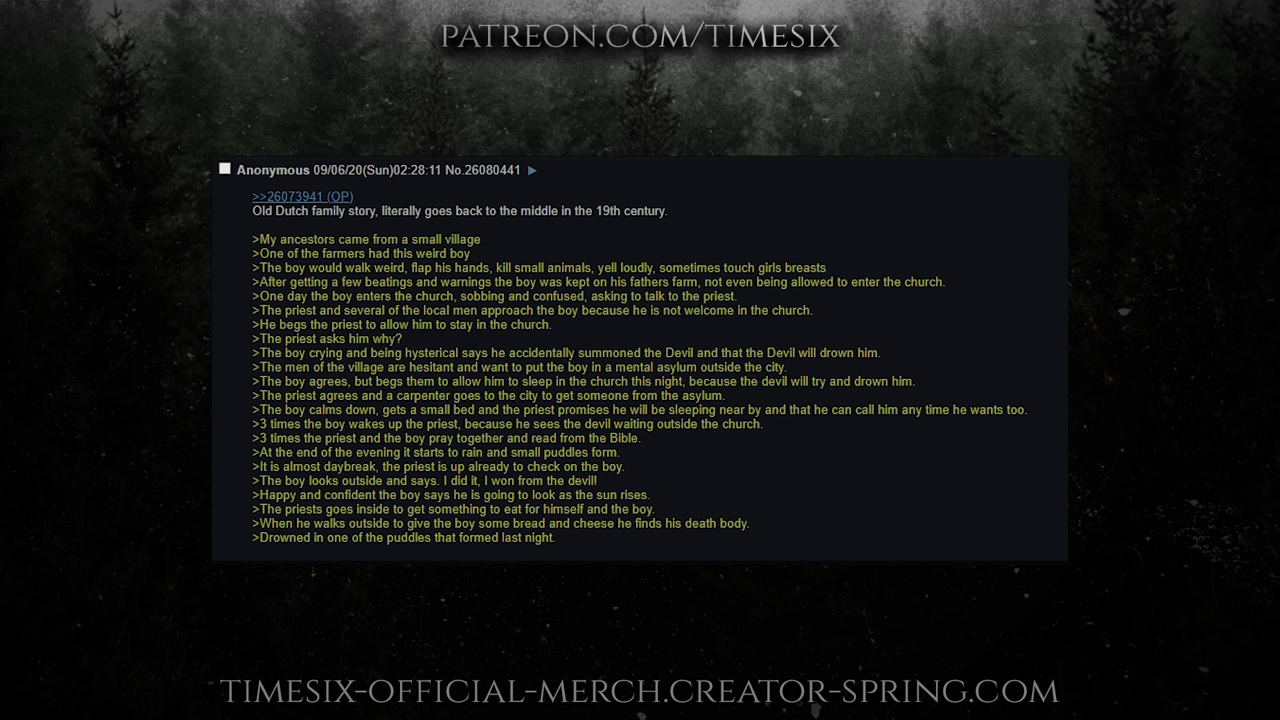 PATREON.COM/TIMESIX
Anonymous 09/06/20(Sun)02:28:11 No.26080441 ▶
>>26073941 (OP)
Old Dutch family story, literally goes back to the middle in the 19th century.
>My ancestors came from a small village
>One of the farmers had this weird boy
>The boy would walk weird, flap his hands, kill small animals, yell loudly, sometimes touch girls breasts
>After getting a few beatings and warnings the boy was kept on his fathers farm, not even being allowed to enter the church.
>One day the boy enters the church, sobbing and confused, asking to talk to the priest.
>The priest and several of the local men approach the boy because he is not welcome in the church.
>He begs the priest to allow him to stay in the church.
>The priest asks him why?
>The boy crying and being hysterical says he accidentally summoned the Devil and that the Devil will drown him.
>The men of the village are hesitant and want to put the boy in a mental asylum outside the city.
>The boy agrees, but begs them to allow him to sleep in the church this night, because the devil will try and drown him.
>The priest agrees and a carpenter goes to the city to get someone from the asylum.
>The boy calms down, gets a small bed and the priest promises he will be sleeping near by and that he can call him any time he wants too.
>3 times the boy wakes up the priest, because he sees the devil waiting outside the church.
>3 times the priest and the boy pray together and read from the Bible.
>At the end of the evening it starts to rain and small puddles form.
>It is almost daybreak, the priest is up already to check on the boy.
>The boy looks outside and says. I did it, I won from the devil!
>Happy and confident the boy says he is going to look as the sun rises.
>The priests goes inside to get something to eat for himself and the boy.
>When he walks outside to give the boy some bread and cheese he finds his death body.
>Drowned in one of the puddles that formed last night.
TIMESIX-OFFICIAL-MERCH.CREATOR-SPRING.COM